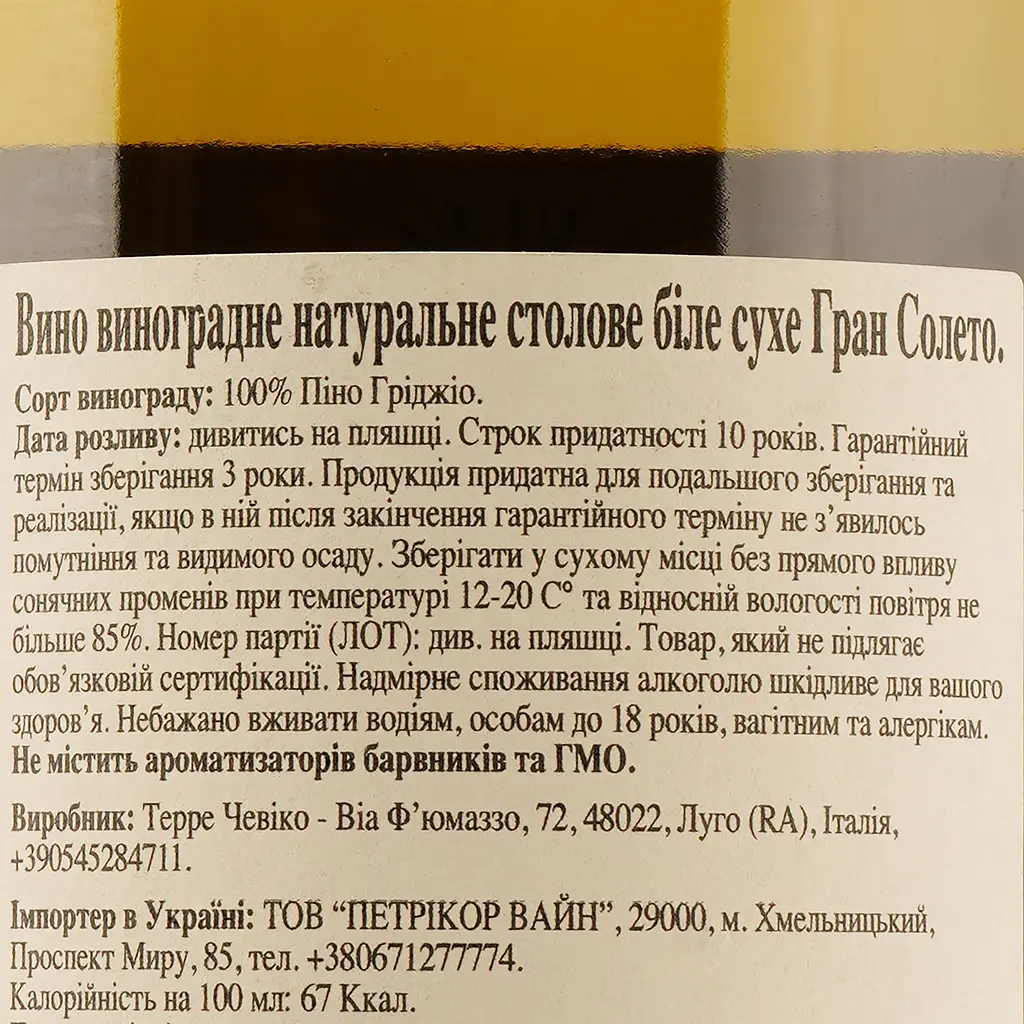 Вино виноградне натуральне столове біле сухе Гран Солето.
Сорт винограду: 100% Піно Гріджіо.
Дата розливу: дивитись на пляшці. Строк придатності 10 років. Гарантійний
термін зберігання 3 роки. Продукція придатна для подальшого зберігання та
реалізації, якщо в ній після закінчення гарантійного терміну не з’явилось
помутніння та видимого осаду. Зберігати у сухому місці без прямого впливу
сонячних променів при температурі 12-20 С° та відносній вологості повітря не
більше 85%. Номер партії (ЛОТ): див. на пляшці. Товар, який не підлягає
обов’язковій сертифікації. Надмірне споживання алкоголю шкідливе для вашого
здоров’я. Небажано вживати водіям, особам до 18 років, вагітним та алергікам.
Не містить ароматизаторів барвників та ГМО.
Виробник: Терре Чевіко - Віа Ф’юмаззо, 72, 48022, Луго (RA), Італія,
+390545284711.
Імпортер в Україні: ТОВ “ПЕТРІКОР ВАЙН”, 29000, м. Хмельницький,
Проспект Миру, 85, тел. +380671277774.
Калорійність на 100 мл: 67 Ккал.